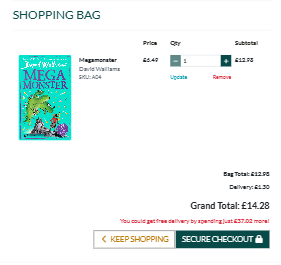 SHOPPING BAG
Price Qty Subtotal
David Walliams
MEGA
MONSTER
Megamonster £6.49 − 1 + £12.98
David Walliams
SKU: A04 Update Remove
Bag Total: £12.98
Delivery: £1.30
Grand Total: £14.28
You could get free delivery by spending just £37.02 more!
< KEEP SHOPPING SECURE CHECKOUT